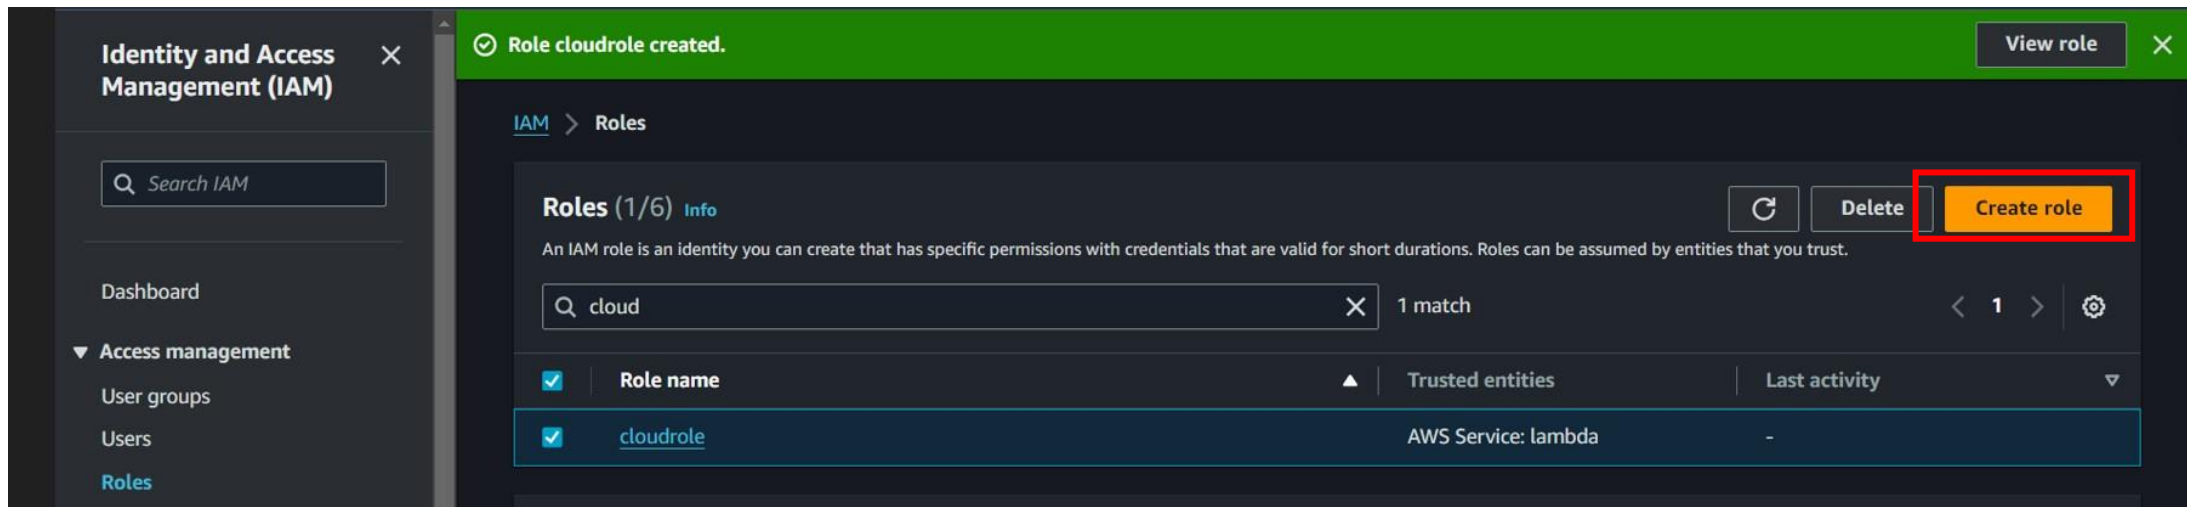 Identity and Access
Management (IAM)
Search IAM
Dashboard
Access management
User groups
Users
Roles
Role cloudrole created.
View role
IAM > Roles
Roles (1/6) Info
Delete
Create role
An IAM role is an identity you can create that has specific permissions with credentials that are valid for short durations. Roles can be assumed by entities that you trust.
cloud
1 match
1
Role name
Trusted entities
Last activity
cloudrole
AWS Service: lambda
-